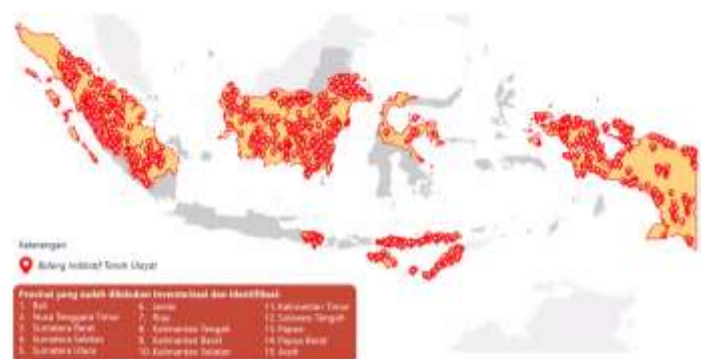 Keterangan
Bidang Indikatif Tanah Ulayat
Provinsi yang sudah dilakukan Inventarisasi dan Identifikasi
1. Bali
2. Nusa Tenggara Timur
3. Sumatera Barat
4. Sumatera Selatan
5. Sumatera Utara
6. Jambi
7. Riau
8. Kalimantan Tengah
9. Kalimantan Barat
10. Kalimantan Selatan
11. Kalimantan Timur
12. Sulawesi Tengah
13. Papua
14. Papua Barat
15. Aceh